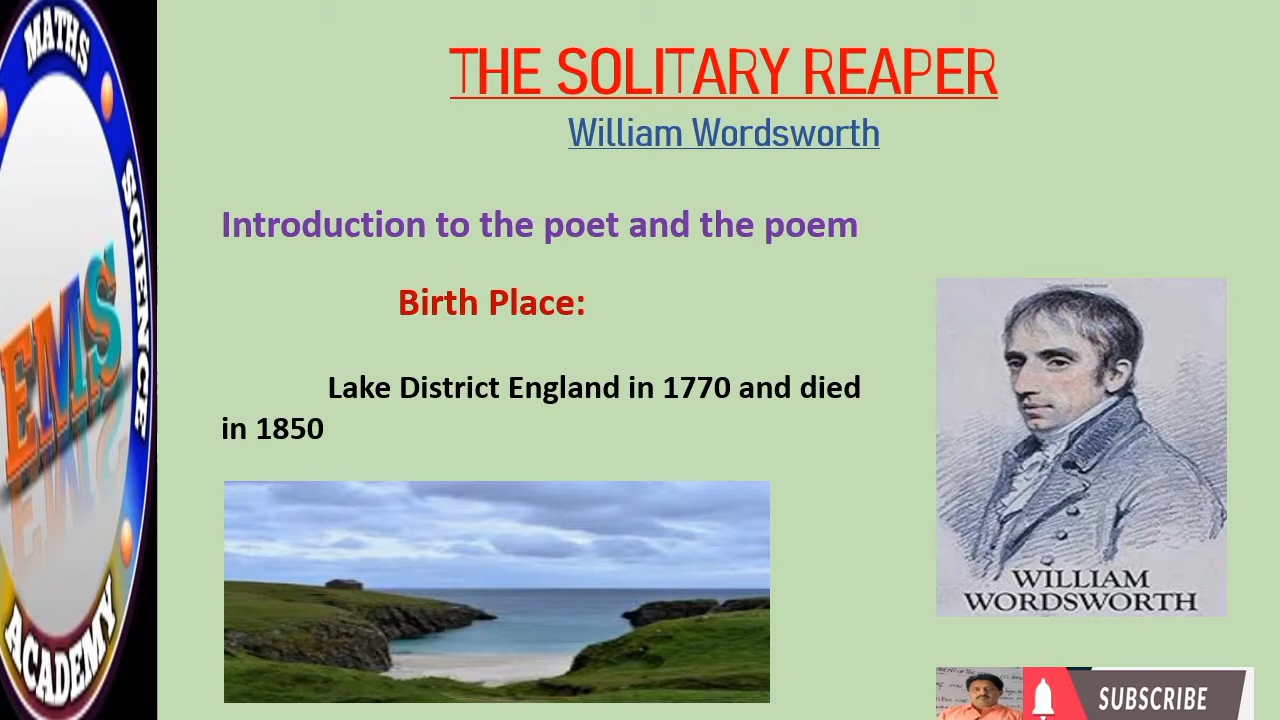 MATHS
SCIENCE
EMS
ACADEMY
THE SOLITARY REAPER
William Wordsworth
Introduction to the poet and the poem
Birth Place:
Lake District England in 1770 and died
in 1850
WILLIAM
WORDSWORTH
SUBSCRIBE